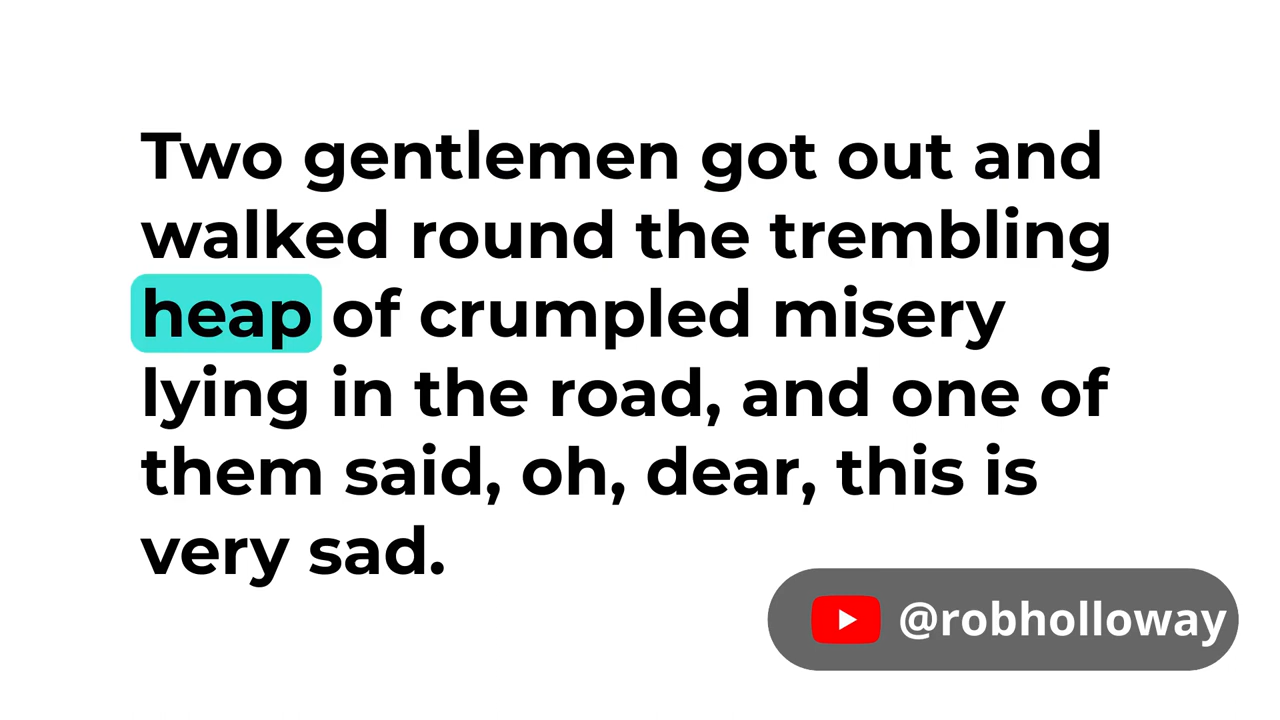 Two gentlemen got out and
walked round the trembling
heap of crumpled misery
lying in the road, and one of
them said, oh, dear, this is
very sad.
@robholloway